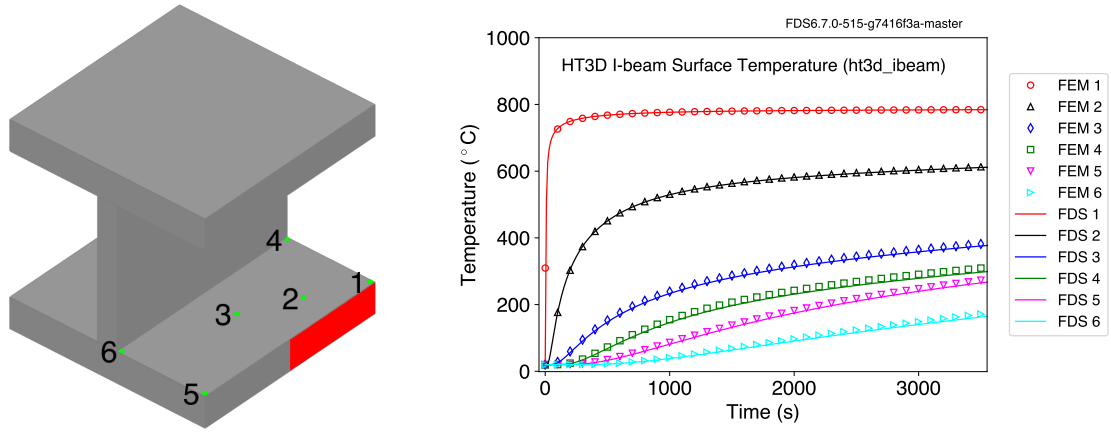 4
1
2
3
6
5
FDS6.7.0-515-g7416f3a-master
HT3D I-beam Surface Temperature (ht3d_ibeam)
1000
800
600
400
200
0
Temperature (°C)
0
1000
2000
3000
Time (s)
FEM 1
FEM 2
FEM 3
FEM 4
FEM 5
FEM 6
FDS 1
FDS 2
FDS 3
FDS 4
FDS 5
FDS 6